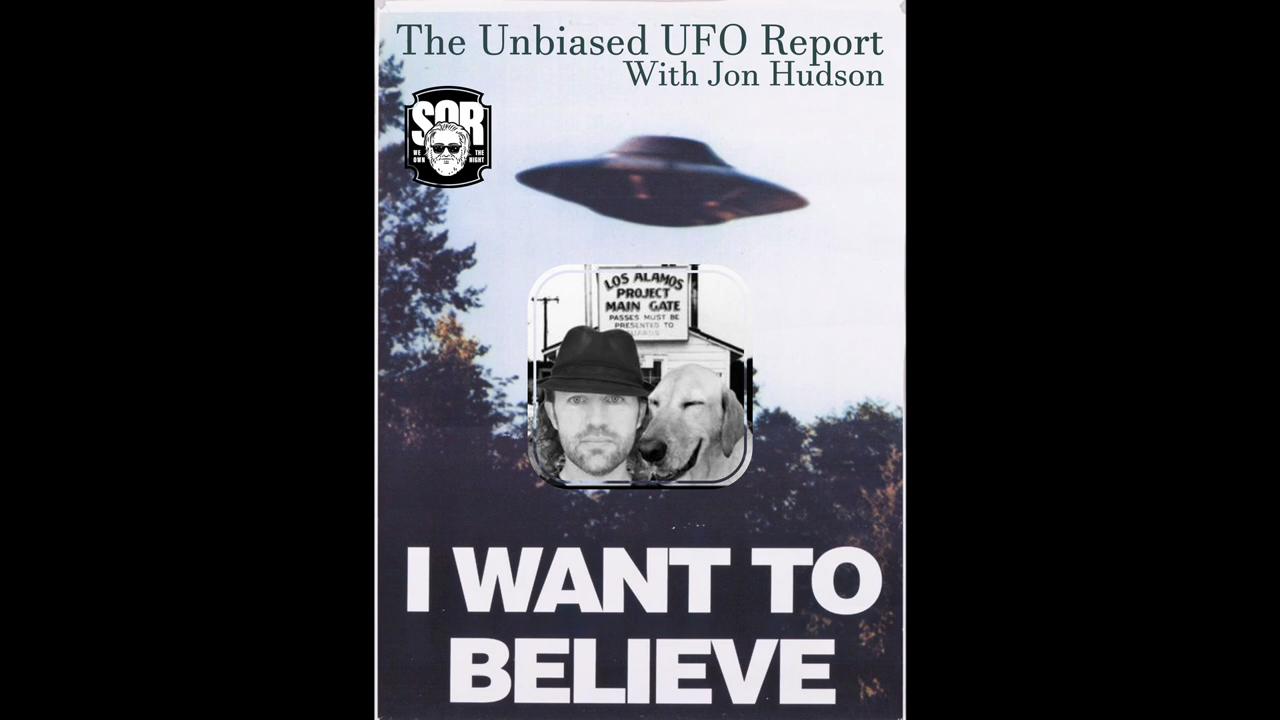 The Unbiased UFO Report
With Jon Hudson
SOR
WE OWN THE NIGHT
LOS ALAMOS
PROJECT
MAIN GATE
PASSES MUST BE
PRESENTED TO
GUARDS
I WANT TO
BELIEVE